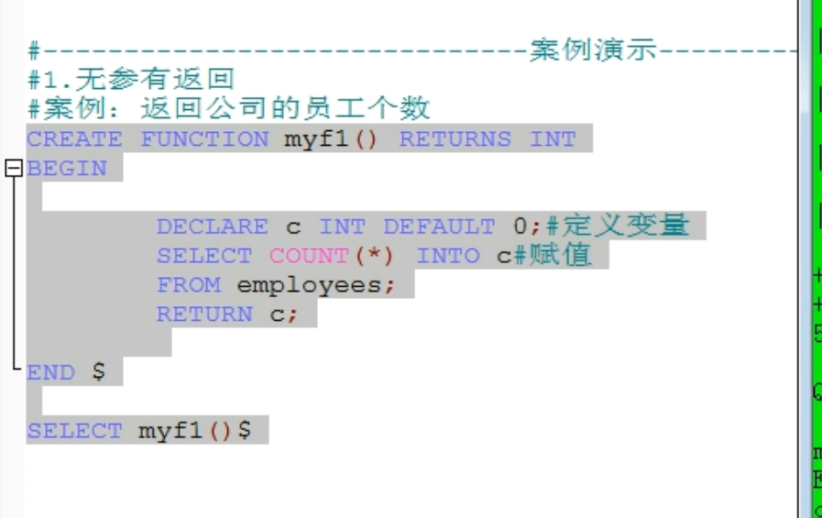 #------------------------------案例演示---------
#1.无参有返回
#案例：返回公司的员工个数
CREATE FUNCTION myf1() RETURNS INT
BEGIN
DECLARE c INT DEFAULT 0;#定义变量
SELECT COUNT(*) INTO c#赋值
FROM employees;
RETURN c;
END $
SELECT myf1()$